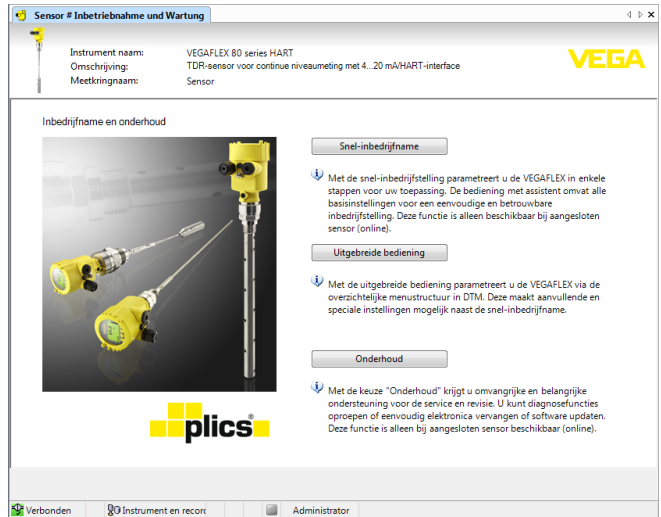 Sensor # Inbetriebnahme und Wartung
Instrument naam: VEGAFLEX 80 series HART
Omschrijving: TDR-sensor voor continue niveaumeting met 4...20 mA/HART-interface
Meetkringnaam: Sensor
VEGA
Inbedrijfname en onderhoud
Snel-inbedrijfname
Met de snel-inbedrijfstelling parametreert u de VEGAFLEX in enkele
stappen voor uw toepassing. De bediening met assistent omvat alle
basisinstellingen voor een eenvoudige en betrouwbare
inbedrijfstelling. Deze functie is alleen beschikbaar bij aangesloten
sensor (online).
Uitgebreide bediening
Met de uitgebreide bediening parametreert u de VEGAFLEX via de
overzichtelijke menustructuur in DTM. Deze maakt aanvullende en
speciale instellingen mogelijk naast de snel-inbedrijfname.
Onderhoud
Met de keuze "Onderhoud" krijgt u omvangrijke en belangrijke
ondersteuning voor de service en revisie. U kunt diagnosefuncties
oproepen of eenvoudig elektronica vervangen of software updaten.
Deze functie is alleen bij aangesloten sensor beschikbaar (online).
plics®
Verbonden
Instrument en record
Administrator